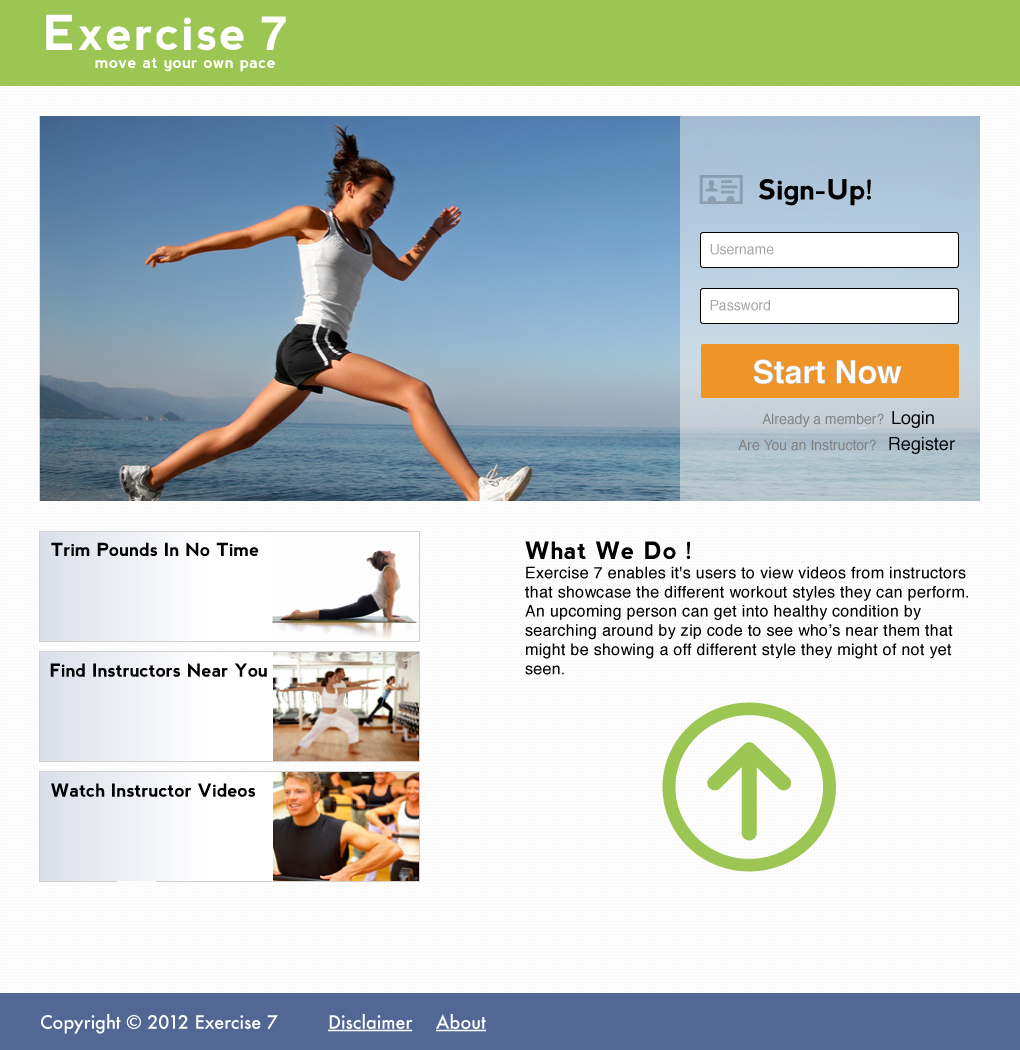 Exercise 7
move at your own pace
Sign-Up!
Username
Password
Start Now
Already a member? Login
Are You an Instructor? Register
Trim Pounds In No Time
Find Instructors Near You
Watch Instructor Videos
What We Do !
Exercise 7 enables it's users to view videos from instructors
that showcase the different workout styles they can perform.
An upcoming person can get into healthy condition by
searching around by zip code to see who’s near them that
might be showing a off different style they might of not yet
seen.
Copyright © 2012 Exercise 7 Disclaimer About